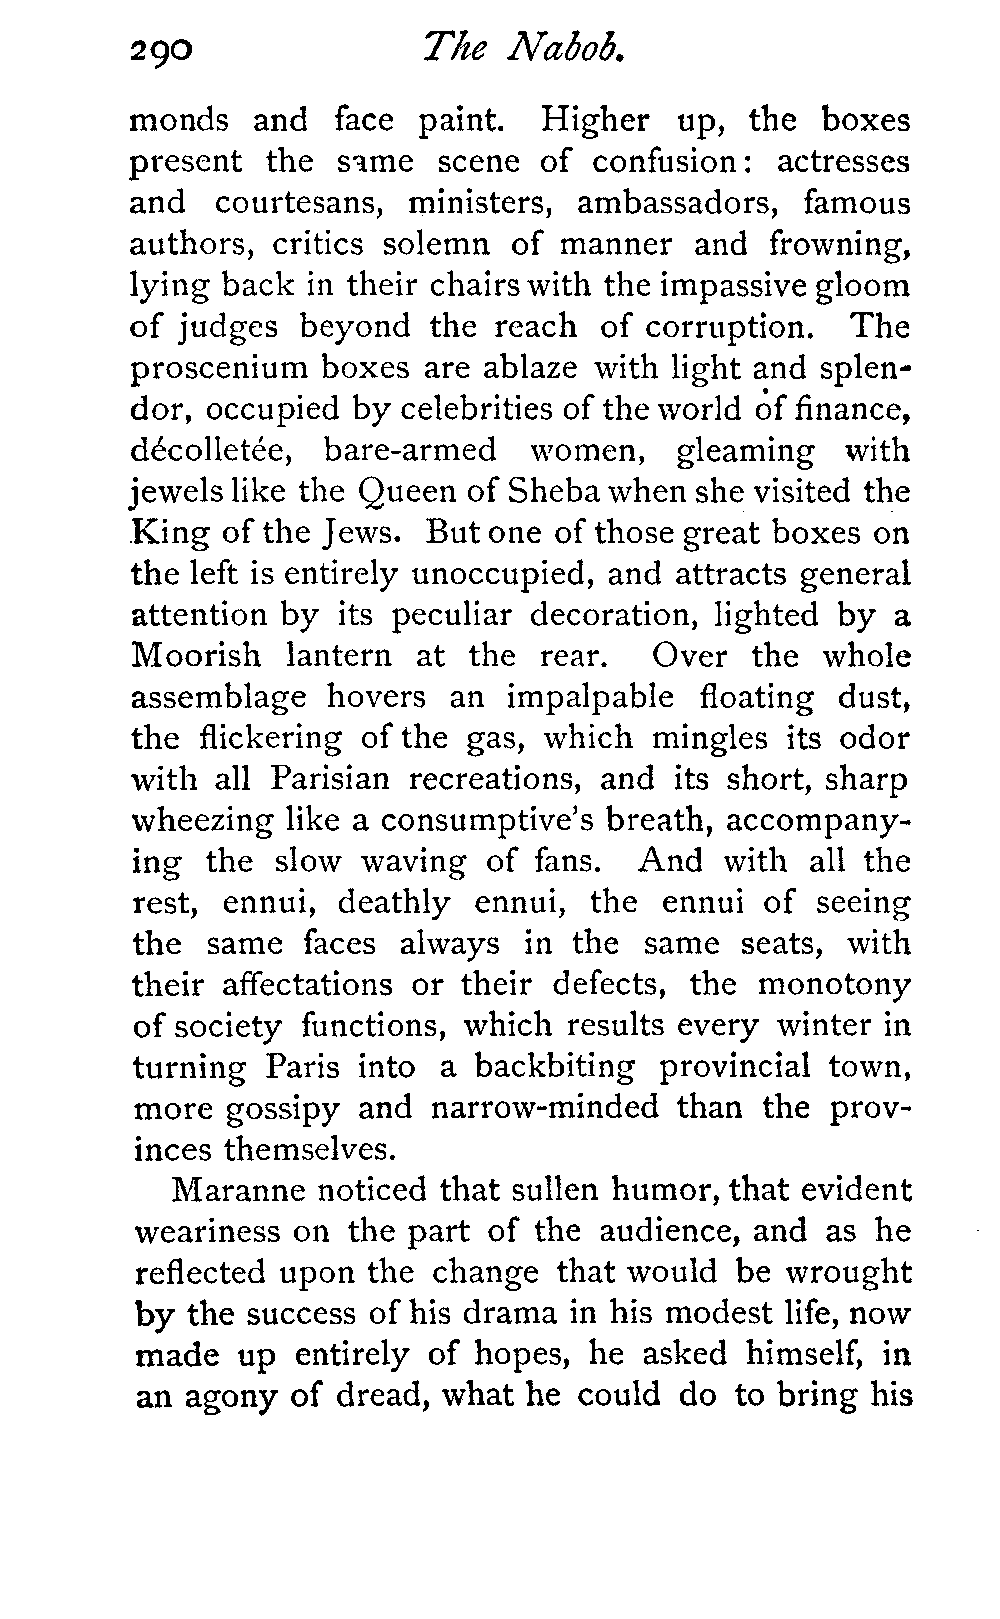 290 The Nabob.
monds and face paint. Higher up, the boxes
present the same scene of confusion: actresses
and courtesans, ministers, ambassadors, famous
authors, critics solemn of manner and frowning,
lying back in their chairs with the impassive gloom
of judges beyond the reach of corruption. The
proscenium boxes are ablaze with light and splen-
dor, occupied by celebrities of the world of finance,
décolletée, bare-armed women, gleaming with
jewels like the Queen of Sheba when she visited the
King of the Jews. But one of those great boxes on
the left is entirely unoccupied, and attracts general
attention by its peculiar decoration, lighted by a
Moorish lantern at the rear. Over the whole
assemblage hovers an impalpable floating dust,
the flickering of the gas, which mingles its odor
with all Parisian recreations, and its short, sharp
wheezing like a consumptive's breath, accompany-
ing the slow waving of fans. And with all the
rest, ennui, deathly ennui, the ennui of seeing
the same faces always in the same seats, with
their affectations or their defects, the monotony
of society functions, which results every winter in
turning Paris into a backbiting provincial town,
more gossipy and narrow-minded than the prov-
inces themselves.
Maranne noticed that sullen humor, that evident
weariness on the part of the audience, and as he
reflected upon the change that would be wrought
by the success of his drama in his modest life, now
made up entirely of hopes, he asked himself, in
an agony of dread, what he could do to bring his